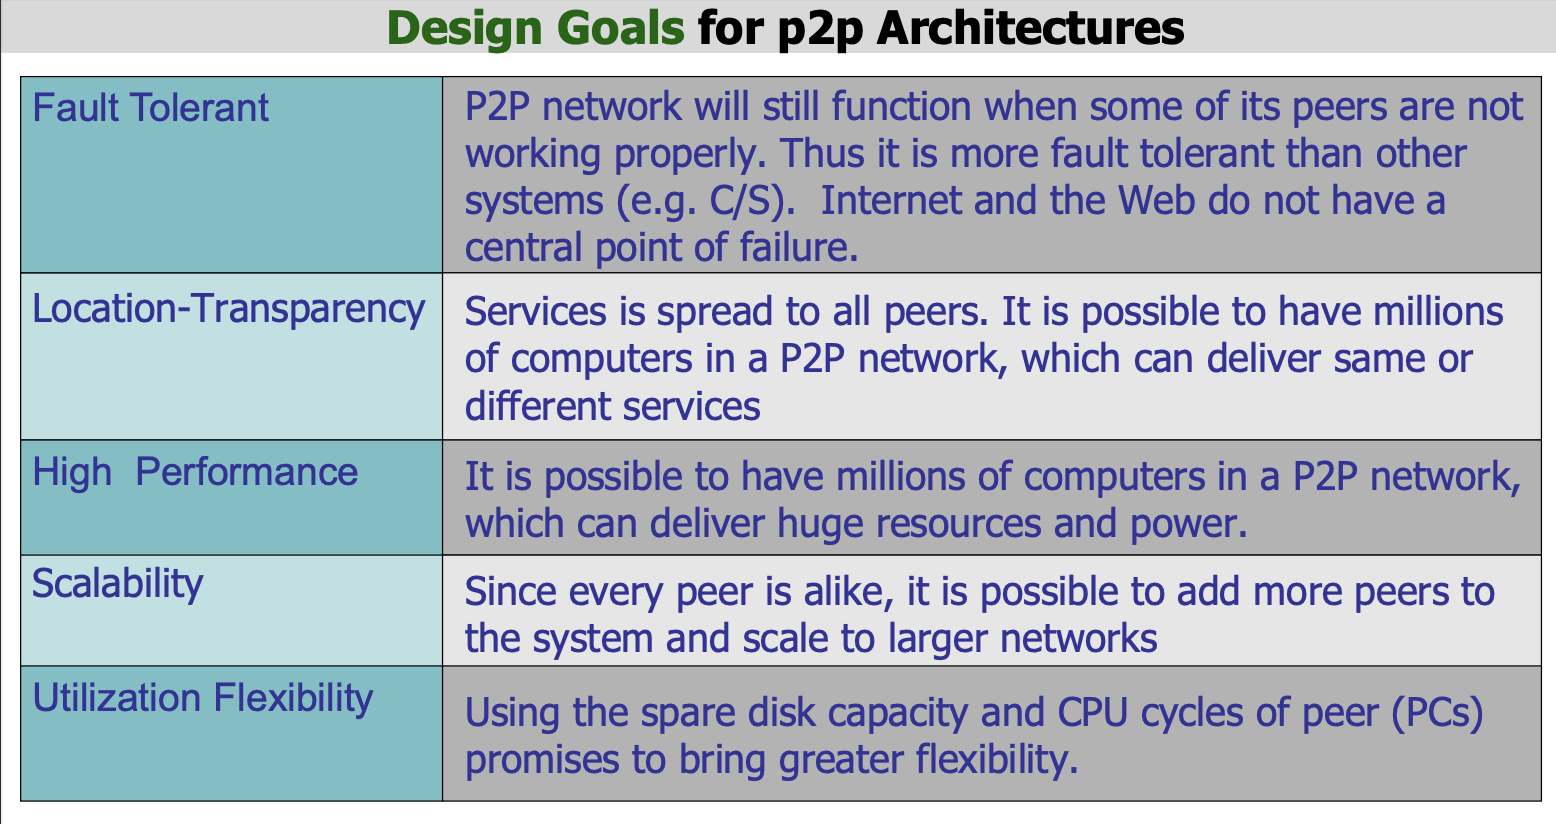 Design Goals for p2p Architectures
Fault Tolerant
P2P network will still function when some of its peers are not
working properly. Thus it is more fault tolerant than other
systems (e.g. C/S).  Internet and the Web do not have a
central point of failure.
Location-Transparency
Services is spread to all peers. It is possible to have millions
of computers in a P2P network, which can deliver same or
different services
High  Performance
It is possible to have millions of computers in a P2P network,
which can deliver huge resources and power.
Scalability
Since every peer is alike, it is possible to add more peers to
the system and scale to larger networks
Utilization Flexibility
Using the spare disk capacity and CPU cycles of peer (PCs)
promises to bring greater flexibility.